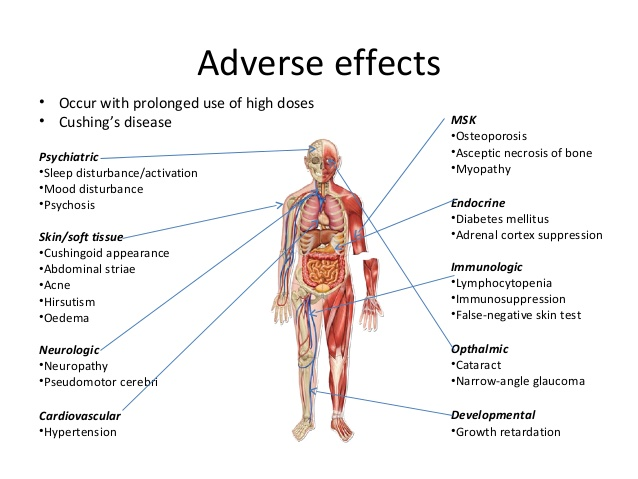 Adverse effects
• Occur with prolonged use of high doses
• Cushing's disease
Psychiatric
•Sleep disturbance/activation
•Mood disturbance
•Psychosis
Skin/soft tissue
•Cushingoid appearance
•Abdominal striae
•Acne
•Hirsutism
•Oedema
Neurologic
•Neuropathy
•Pseudomotor cerebri
Cardiovascular
•Hypertension
MSK
•Osteoporosis
•Asceptic necrosis of bone
•Myopathy
Endocrine
•Diabetes mellitus
•Adrenal cortex suppression
Immunologic
•Lymphocytopenia
•Immunosuppression
•False-negative skin test
Opthalmic
•Cataract
•Narrow-angle glaucoma
Developmental
•Growth retardation